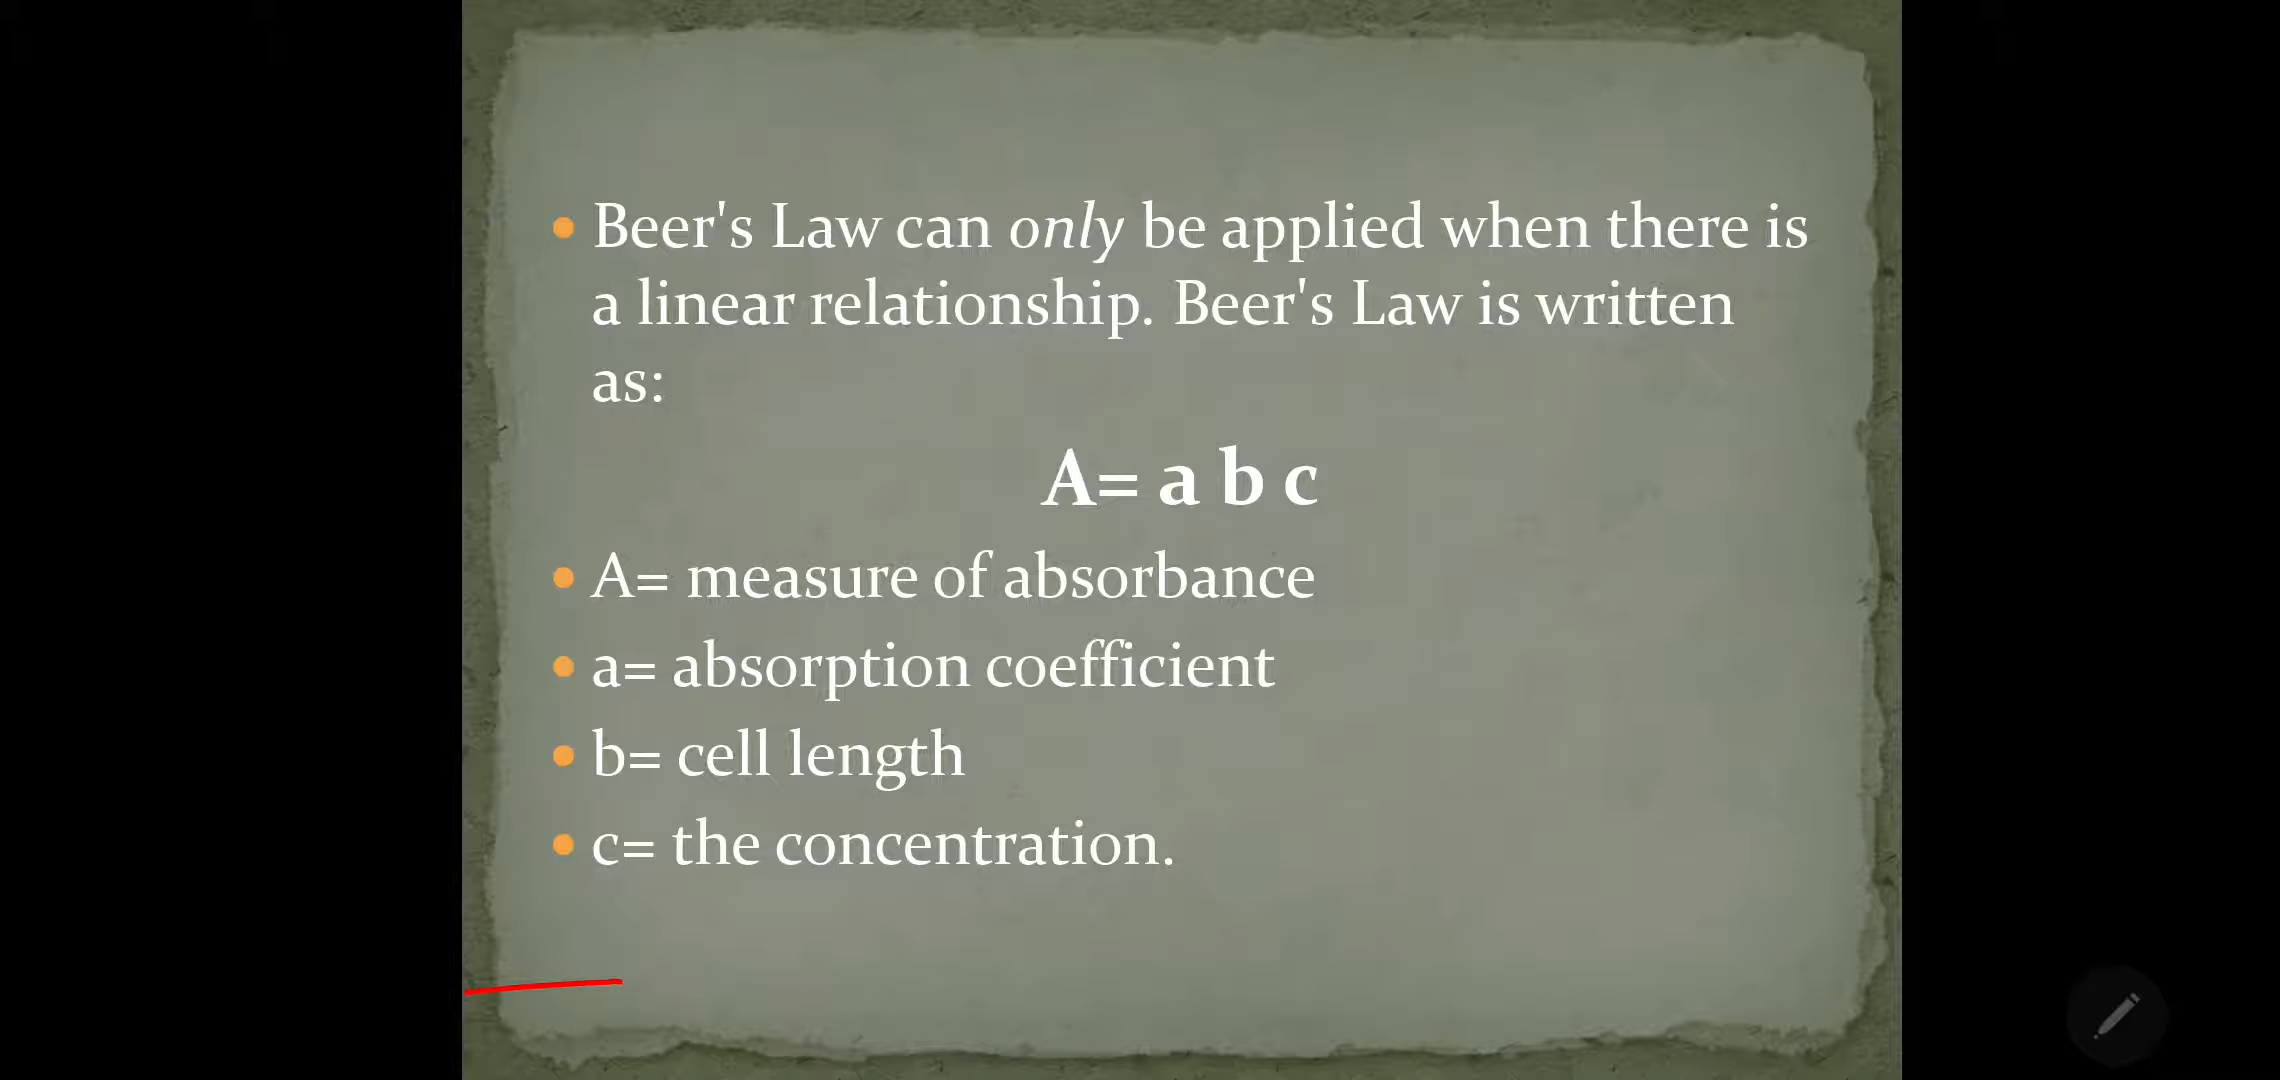 Beer's Law can only be applied when there is
a linear relationship. Beer's Law is written
as:
A= a b c
A= measure of absorbance
a= absorption coefficient
b= cell length
c= the concentration.